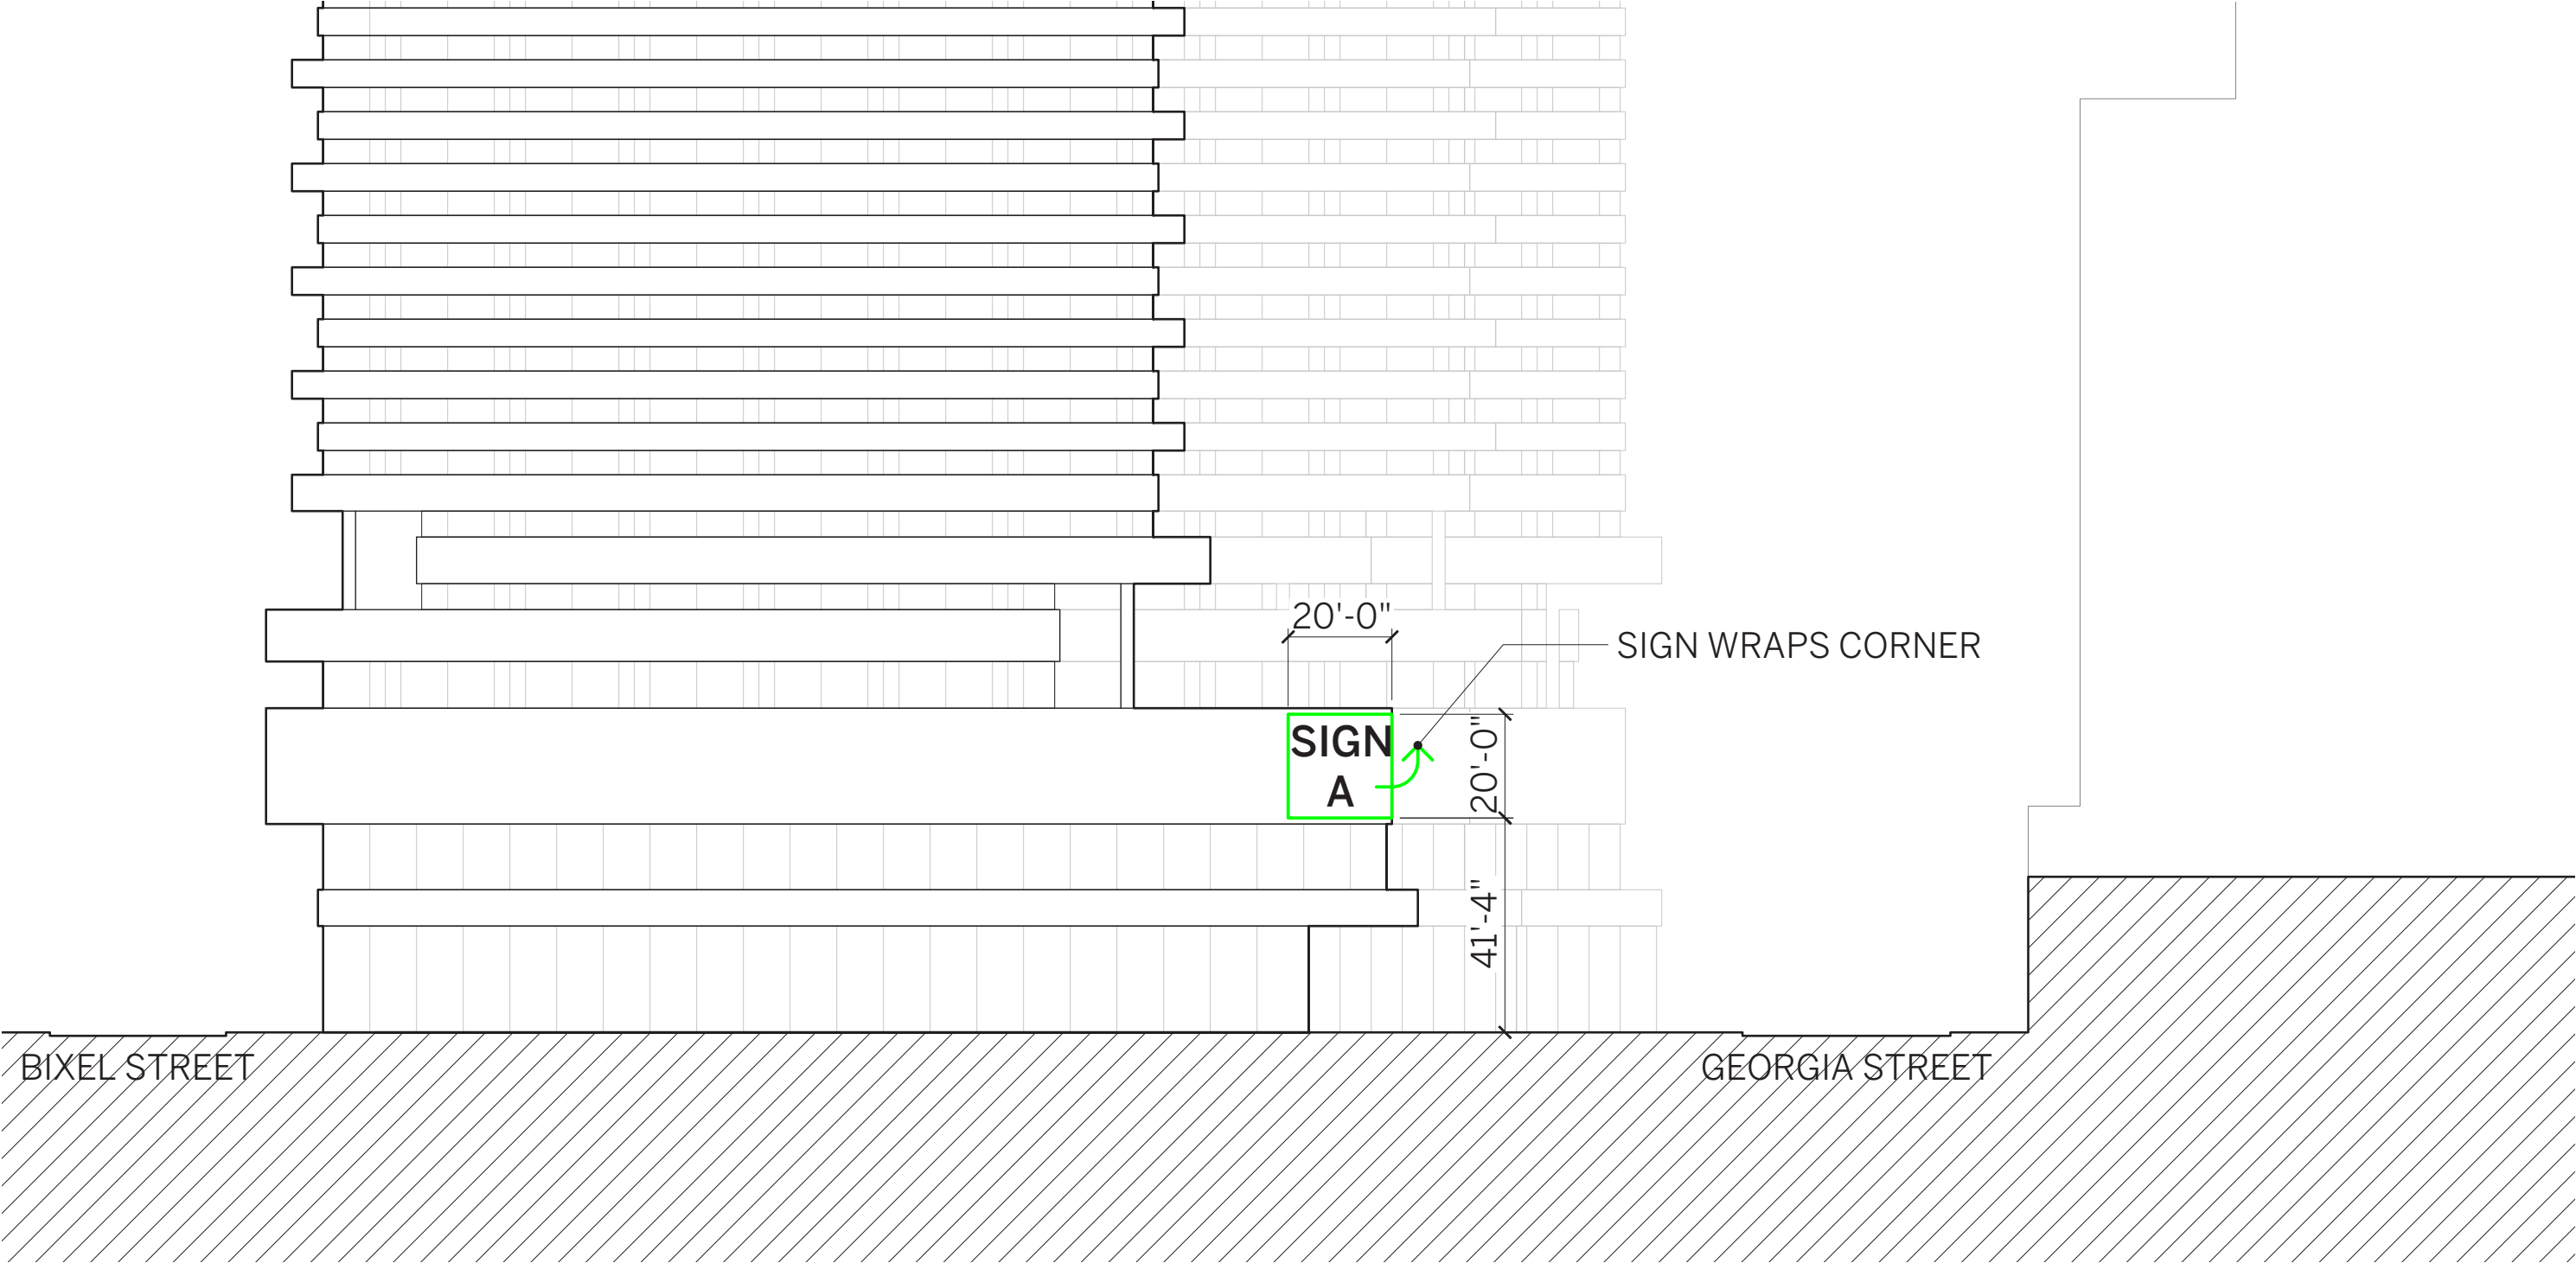 20'-0"
SIGN WRAPS CORNER
SIGN
A
20'-0"
41'-4"
BIXEL STREET
GEORGIA STREET